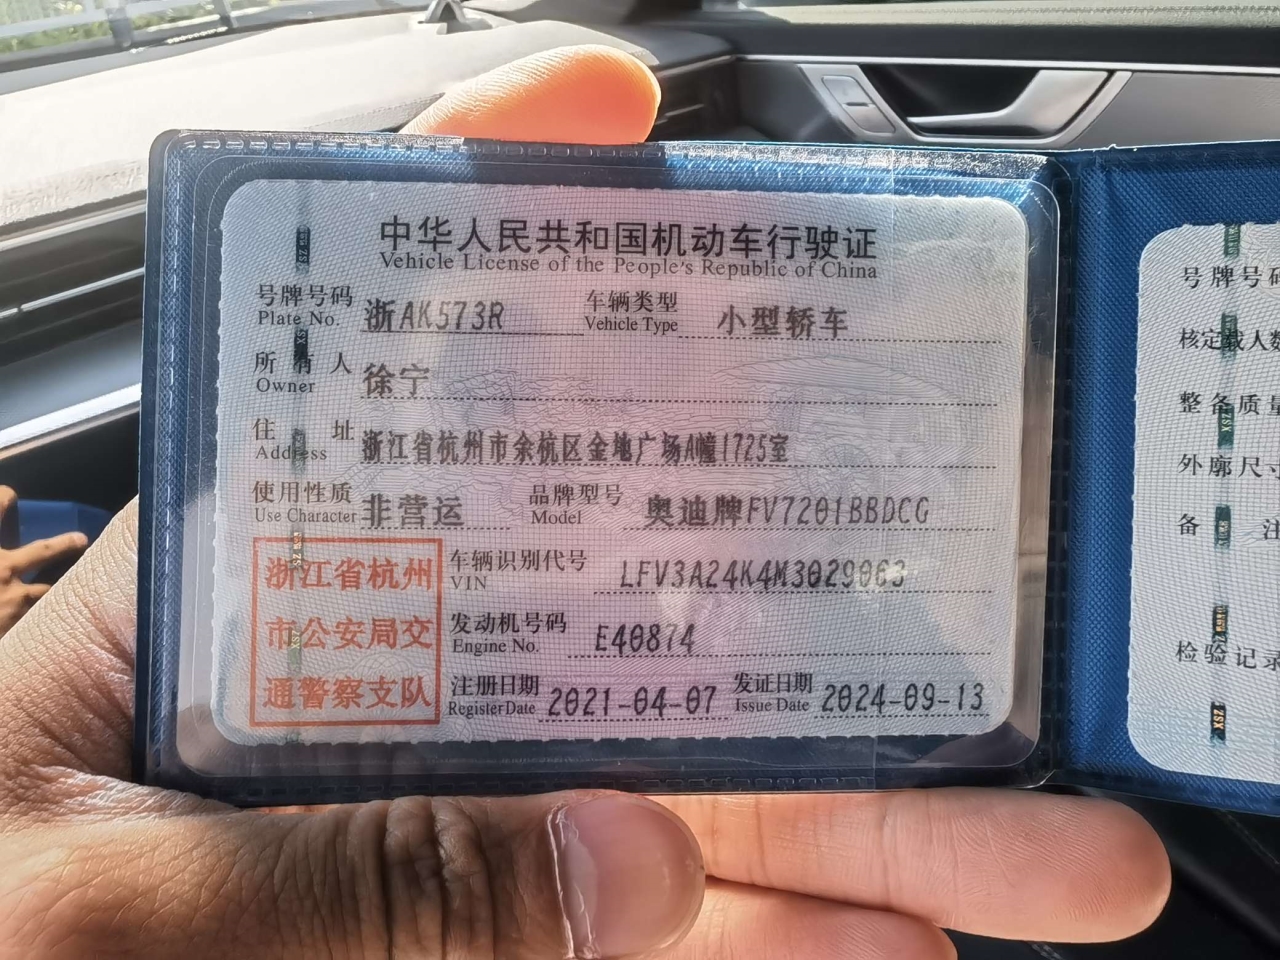 中华人民共和国机动车行驶证
Vehicle License of the People's Republic of China
号牌号码 浙AK573R 车辆类型 小型轿车
Plate No. Vehicle Type
所有人 徐宁
Owner
住址 浙江省杭州市余杭区金地广场A幢1725室
Address
使用性质 非营运 品牌型号 奥迪牌FV7201BBDCG
Use Character Model
浙江省杭州
市公安局交
通警察支队
车辆识别代号 LFV3A24K4M3029063
VIN
发动机号码 E40874
Engine No.
注册日期 2021-04-07 发证日期 2024-09-13
Register Date Issue Date
号牌号码
核定载人数
整备质量
外廓尺寸
备 注
检验记录
XSZ